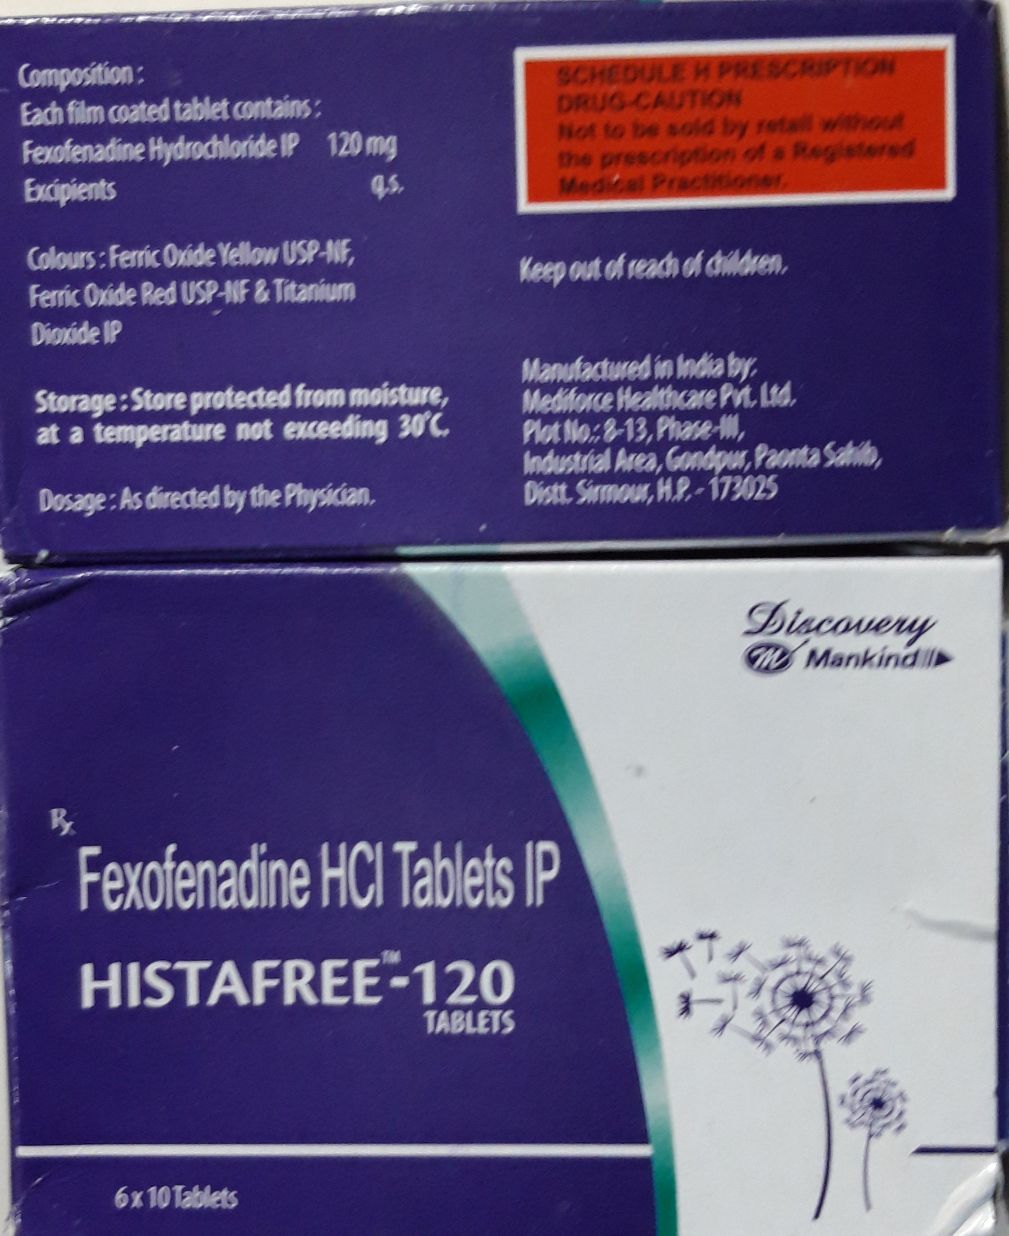 Composition :
Each film coated tablet contains :
Fexofenadine Hydrochloride IP 120 mg
Excipients q.s.
Colours : Ferric Oxide Yellow USP-NF,
Ferric Oxide Red USP-NF & Titanium
Dioxide IP
Storage : Store protected from moisture,
at a temperature not exceeding 30°C.
Dosage : As directed by the Physician.
SCHEDULE H PRESCRIPTION
DRUG-CAUTION
Not to be sold by retail without
the prescription of a Registered
Medical Practitioner.
Keep out of reach of children.
Manufactured in India by:
Mediforce Healthcare Pvt. Ltd.
Plot No.: 8-13, Phase-III,
Industrial Area, Gondpur, Paonta Sahib,
Distt. Sirmour, H.P. - 173025
Discovery
M Mankind
Rx
Fexofenadine HCl Tablets IP
HISTAFREE™-120
TABLETS
6 x 10 Tablets